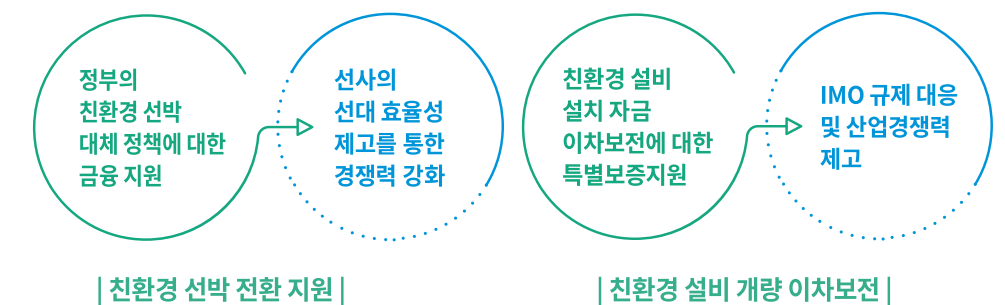 정부의
친환경 선박
대체 정책에 대한
금융 지원
선사의
선대 효율성
제고를 통한
경쟁력 강화
| 친환경 선박 전환 지원 |
친환경 설비
설치 자금
이차보전에 대한
특별보증지원
IMO 규제 대응
및 산업경쟁력
제고
| 친환경 설비 개량 이차보전 |